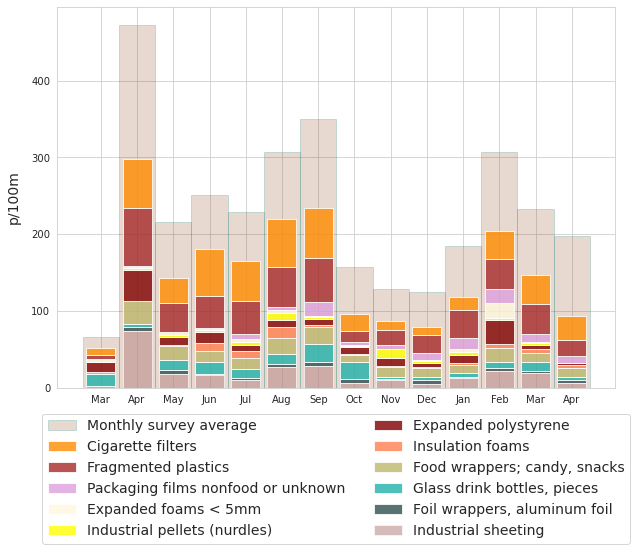 400
300
200
100
0
p/100m
Mar Apr May Jun Jul Aug Sep Oct Nov Dec Jan Feb Mar Apr
Monthly survey average
Cigarette filters
Fragmented plastics
Packaging films nonfood or unknown
Expanded foams < 5mm
Industrial pellets (nurdles)
Expanded polystyrene
Insulation foams
Food wrappers; candy, snacks
Glass drink bottles, pieces
Foil wrappers, aluminum foil
Industrial sheeting